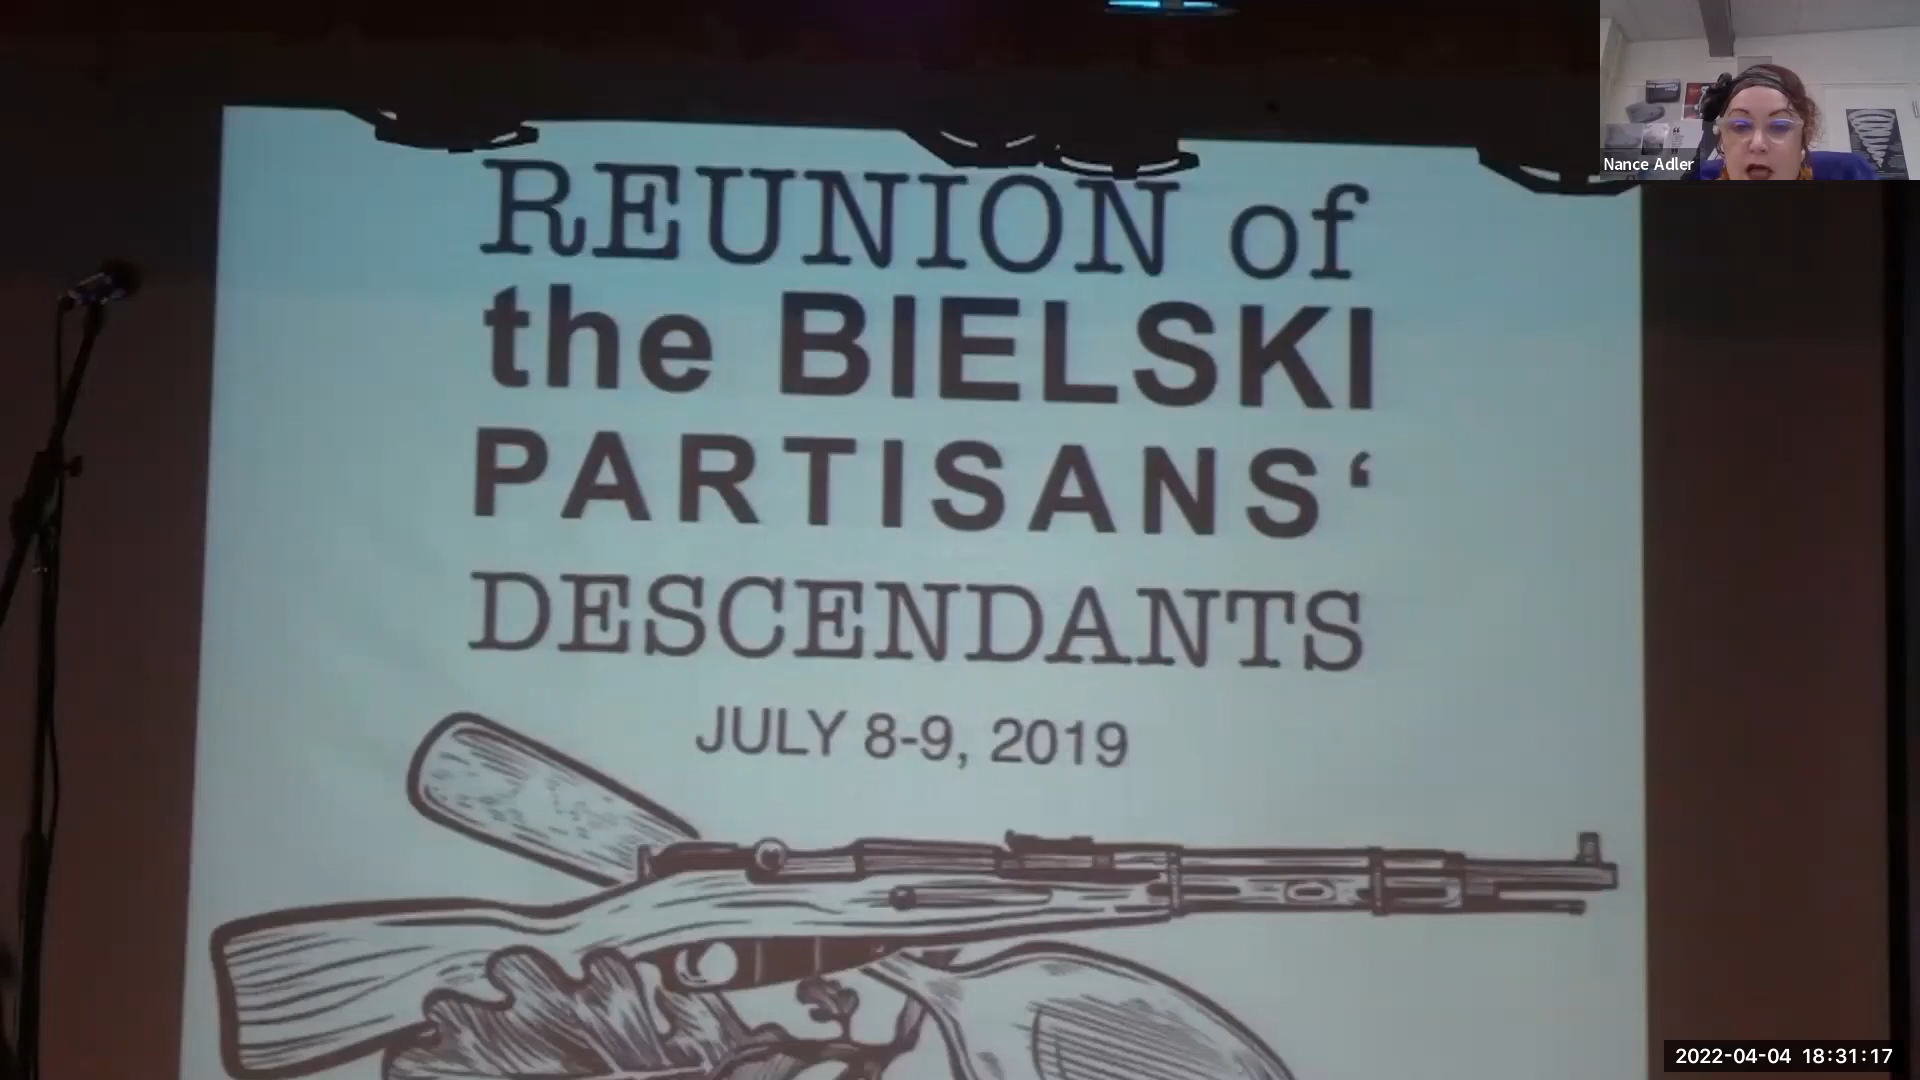 REUNION of
the BIELSKI
PARTISANS‘
DESCENDANTS
JULY 8-9, 2019
Nance Adler
2022-04-04 18:31:17